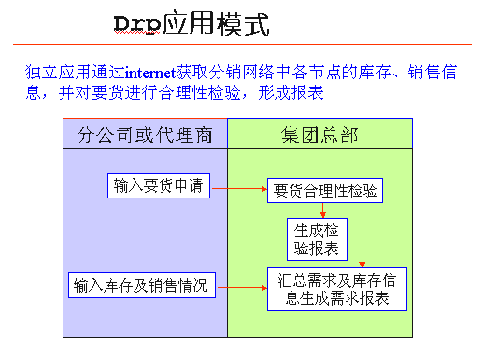 Drp应用模式
独立应用通过internet获取分销网络中各节点的库存、销售信
息，并对要货进行合理性检验，形成报表
分公司或代理商
集团总部
输入要货申请
要货合理性检验
生成检
验报表
输入库存及销售情况
汇总需求及库存信
息生成需求报表